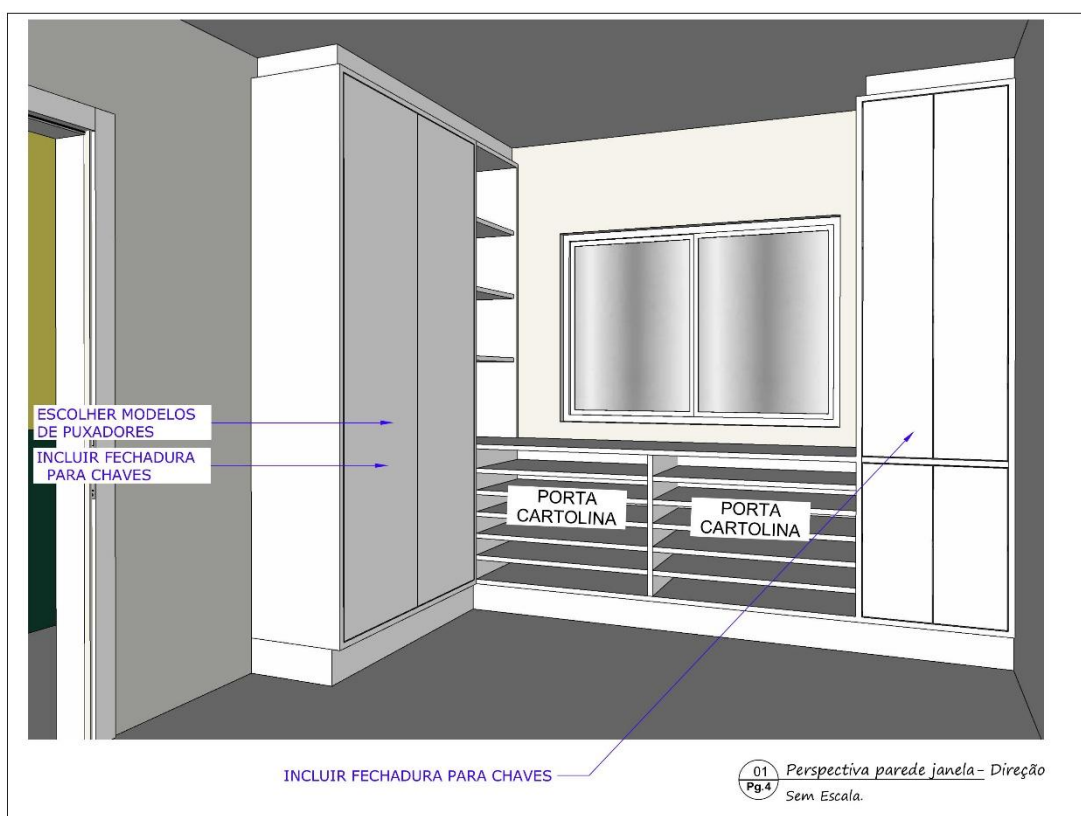 ESCOLHER MODELOS
DE PUXADORES
INCLUIR FECHADURA
PARA CHAVES
PORTA
CARTOLINA
PORTA
CARTOLINA
INCLUIR FECHADURA PARA CHAVES
01
Pg.4
Perspectiva parede janela - Direção
Sem Escala.